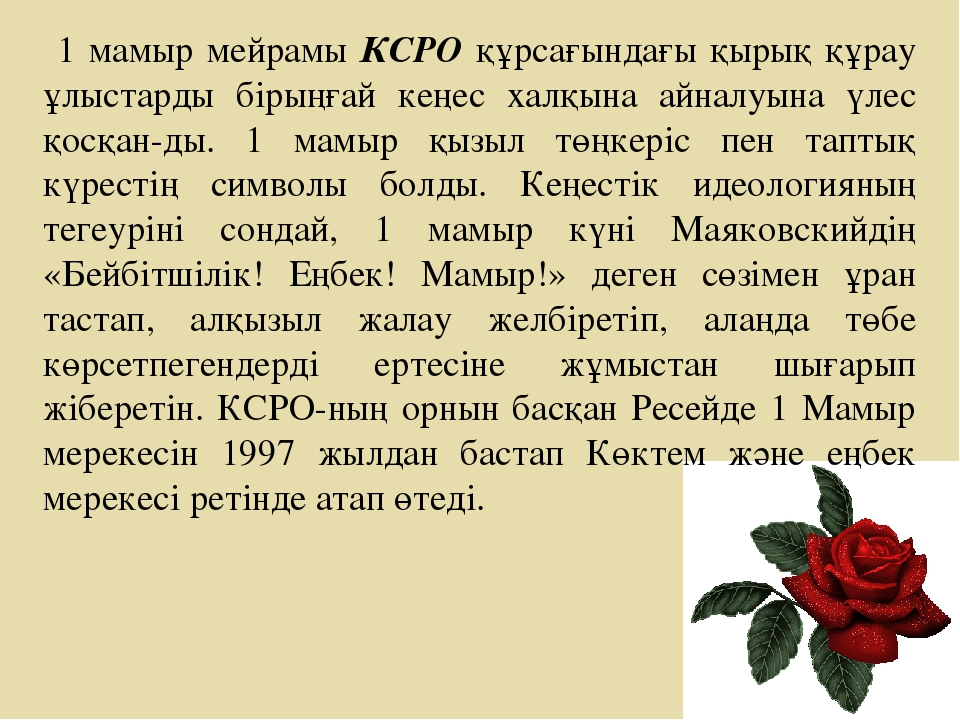 1 мамыр мейрамы КСРО құрсағындағы қырық құрау
ұлыстарды бірыңғай кеңес халқына айналуына үлес
қосқан-ды. 1 мамыр қызыл төңкеріс пен таптық
күрестің символы болды. Кеңестік идеологияның
тегеуріні сондай, 1 мамыр күні Маяковскийдің
«Бейбітшілік! Еңбек! Мамыр!» деген сөзімен ұран
тастап, алқызыл жалау желбіретіп, алаңда төбе
көрсетпегендерді ертесіне жұмыстан шығарып
жіберетін. КСРО-ның орнын басқан Ресейде 1 Мамыр
мерекесін 1997 жылдан бастап Көктем және еңбек
мерекесі ретінде атап өтеді.